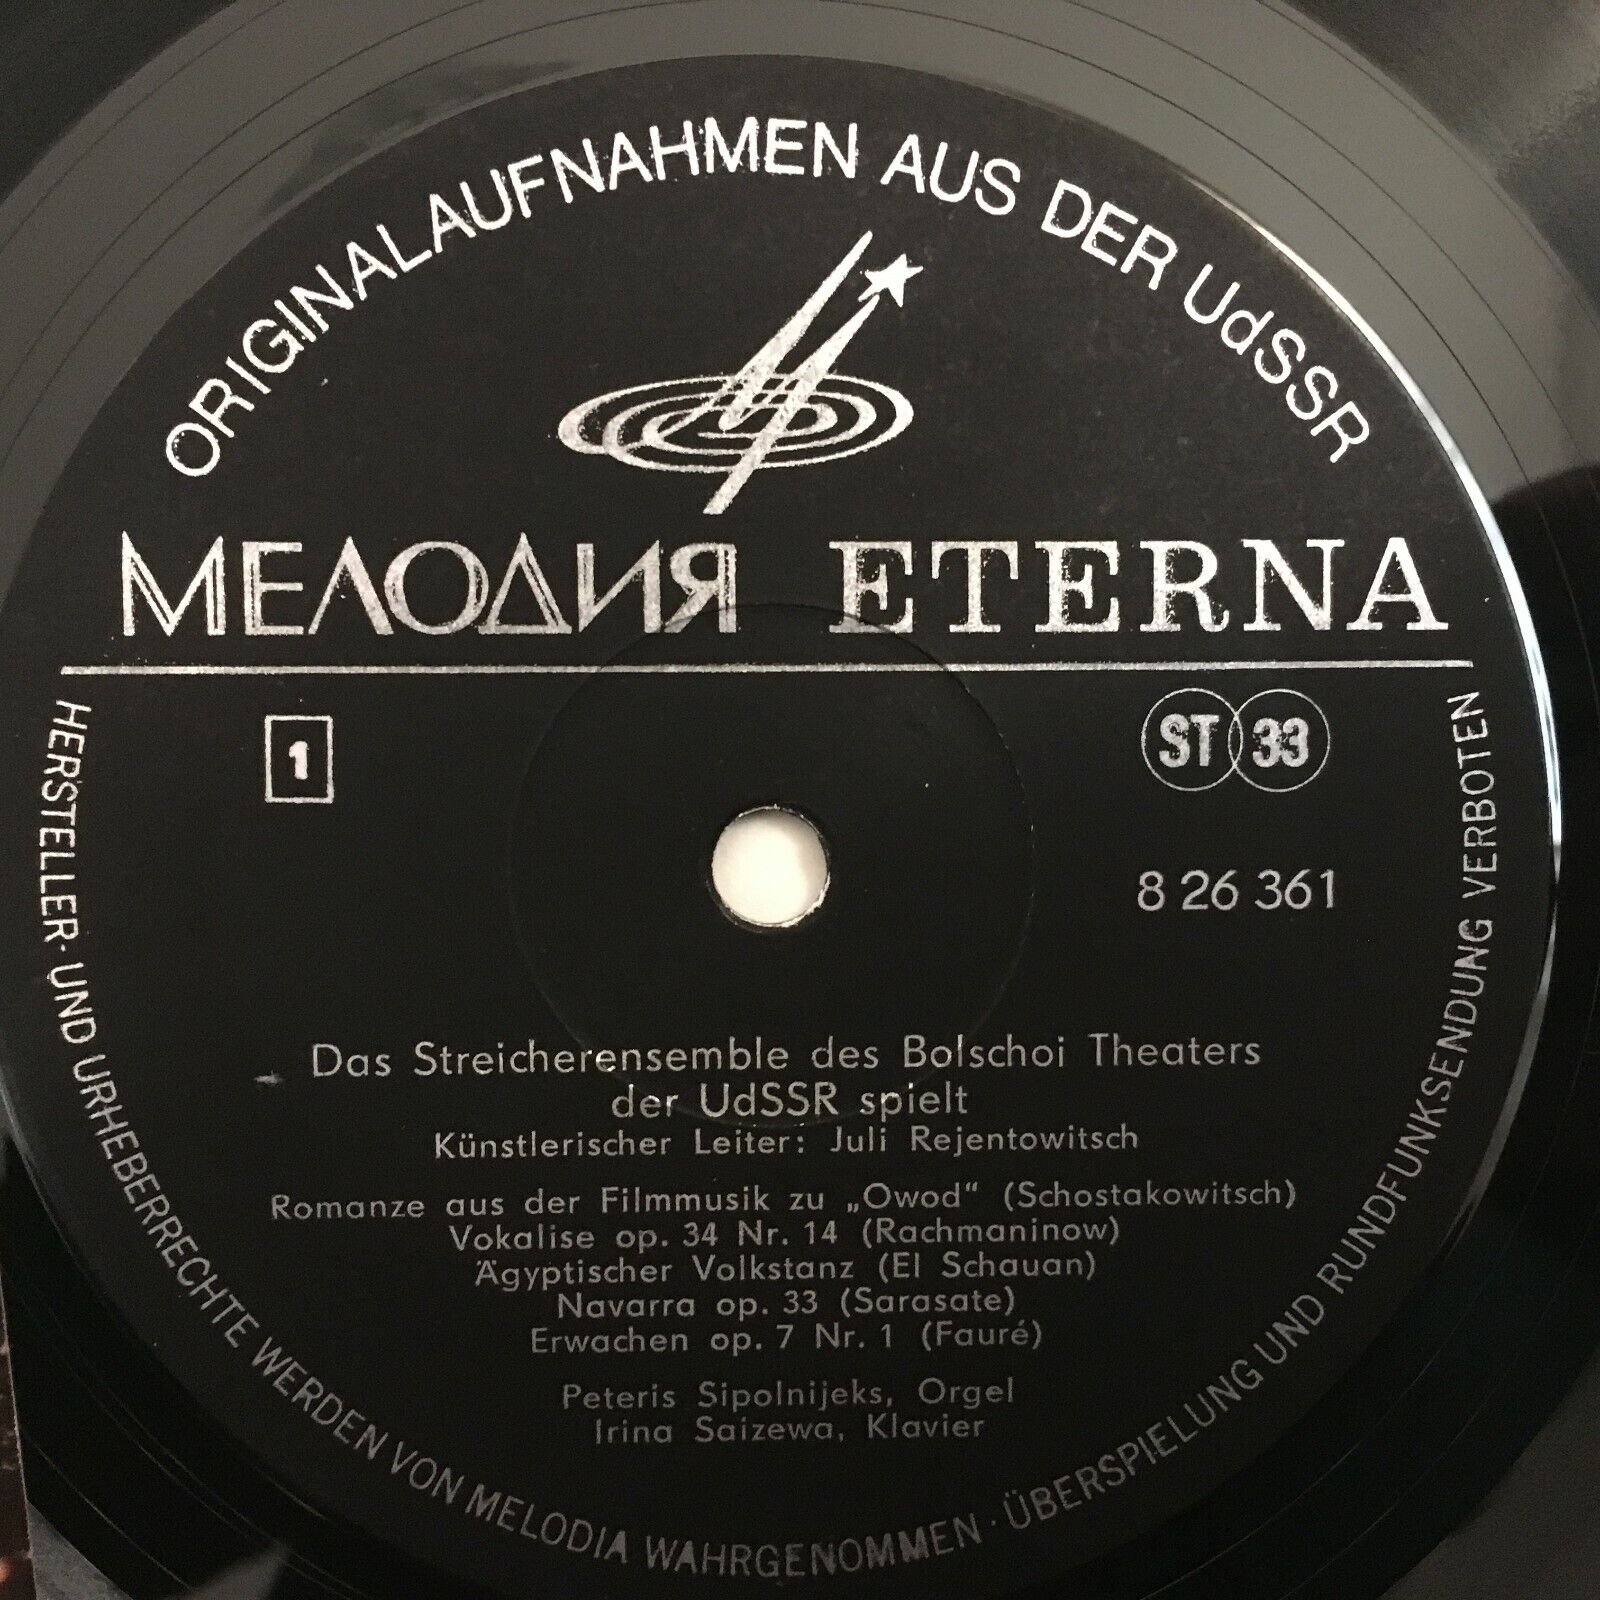 ORIGINALAUFNAHMEN AUS DER UdSSR
МЕЛОДИЯ ETERNA
1
ST 33
8 26 361
Das Streicherensemble des Bolschoi Theaters
der UdSSR spielt
Künstlerischer Leiter: Juli Rejentowitsch
Romanze aus der Filmmusik zu „Owod“ (Schostakowitsch)
Vokalise op. 34 Nr. 14 (Rachmaninow)
Ägyptischer Volkstanz (El Schauan)
Navarra op. 33 (Sarasate)
Erwachen op. 7 Nr. 1 (Fauré)
Peteris Sipolnijeks, Orgel
Irina Saizewa, Klavier
HERSTELLER- UND URHEBERRECHTE WERDEN VON MELODIA WAHRGENOMMEN · ÜBERSPIELUNG UND RUNDFUNKSENDUNG VERBOTEN